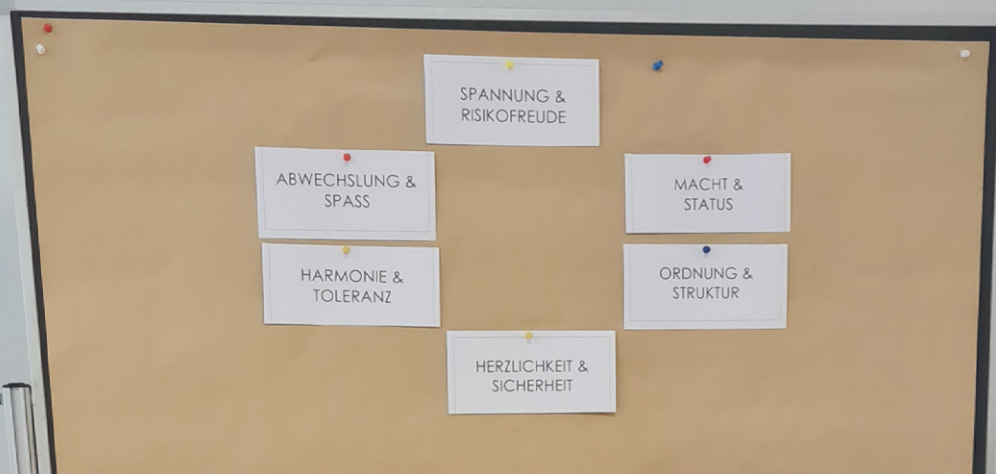 SPANNUNG &
RISIKOFREUDE
ABWECHSLUNG &
SPASS
MACHT &
STATUS
HARMONIE &
TOLERANZ
ORDNUNG &
STRUKTUR
HERZLICHKEIT &
SICHERHEIT